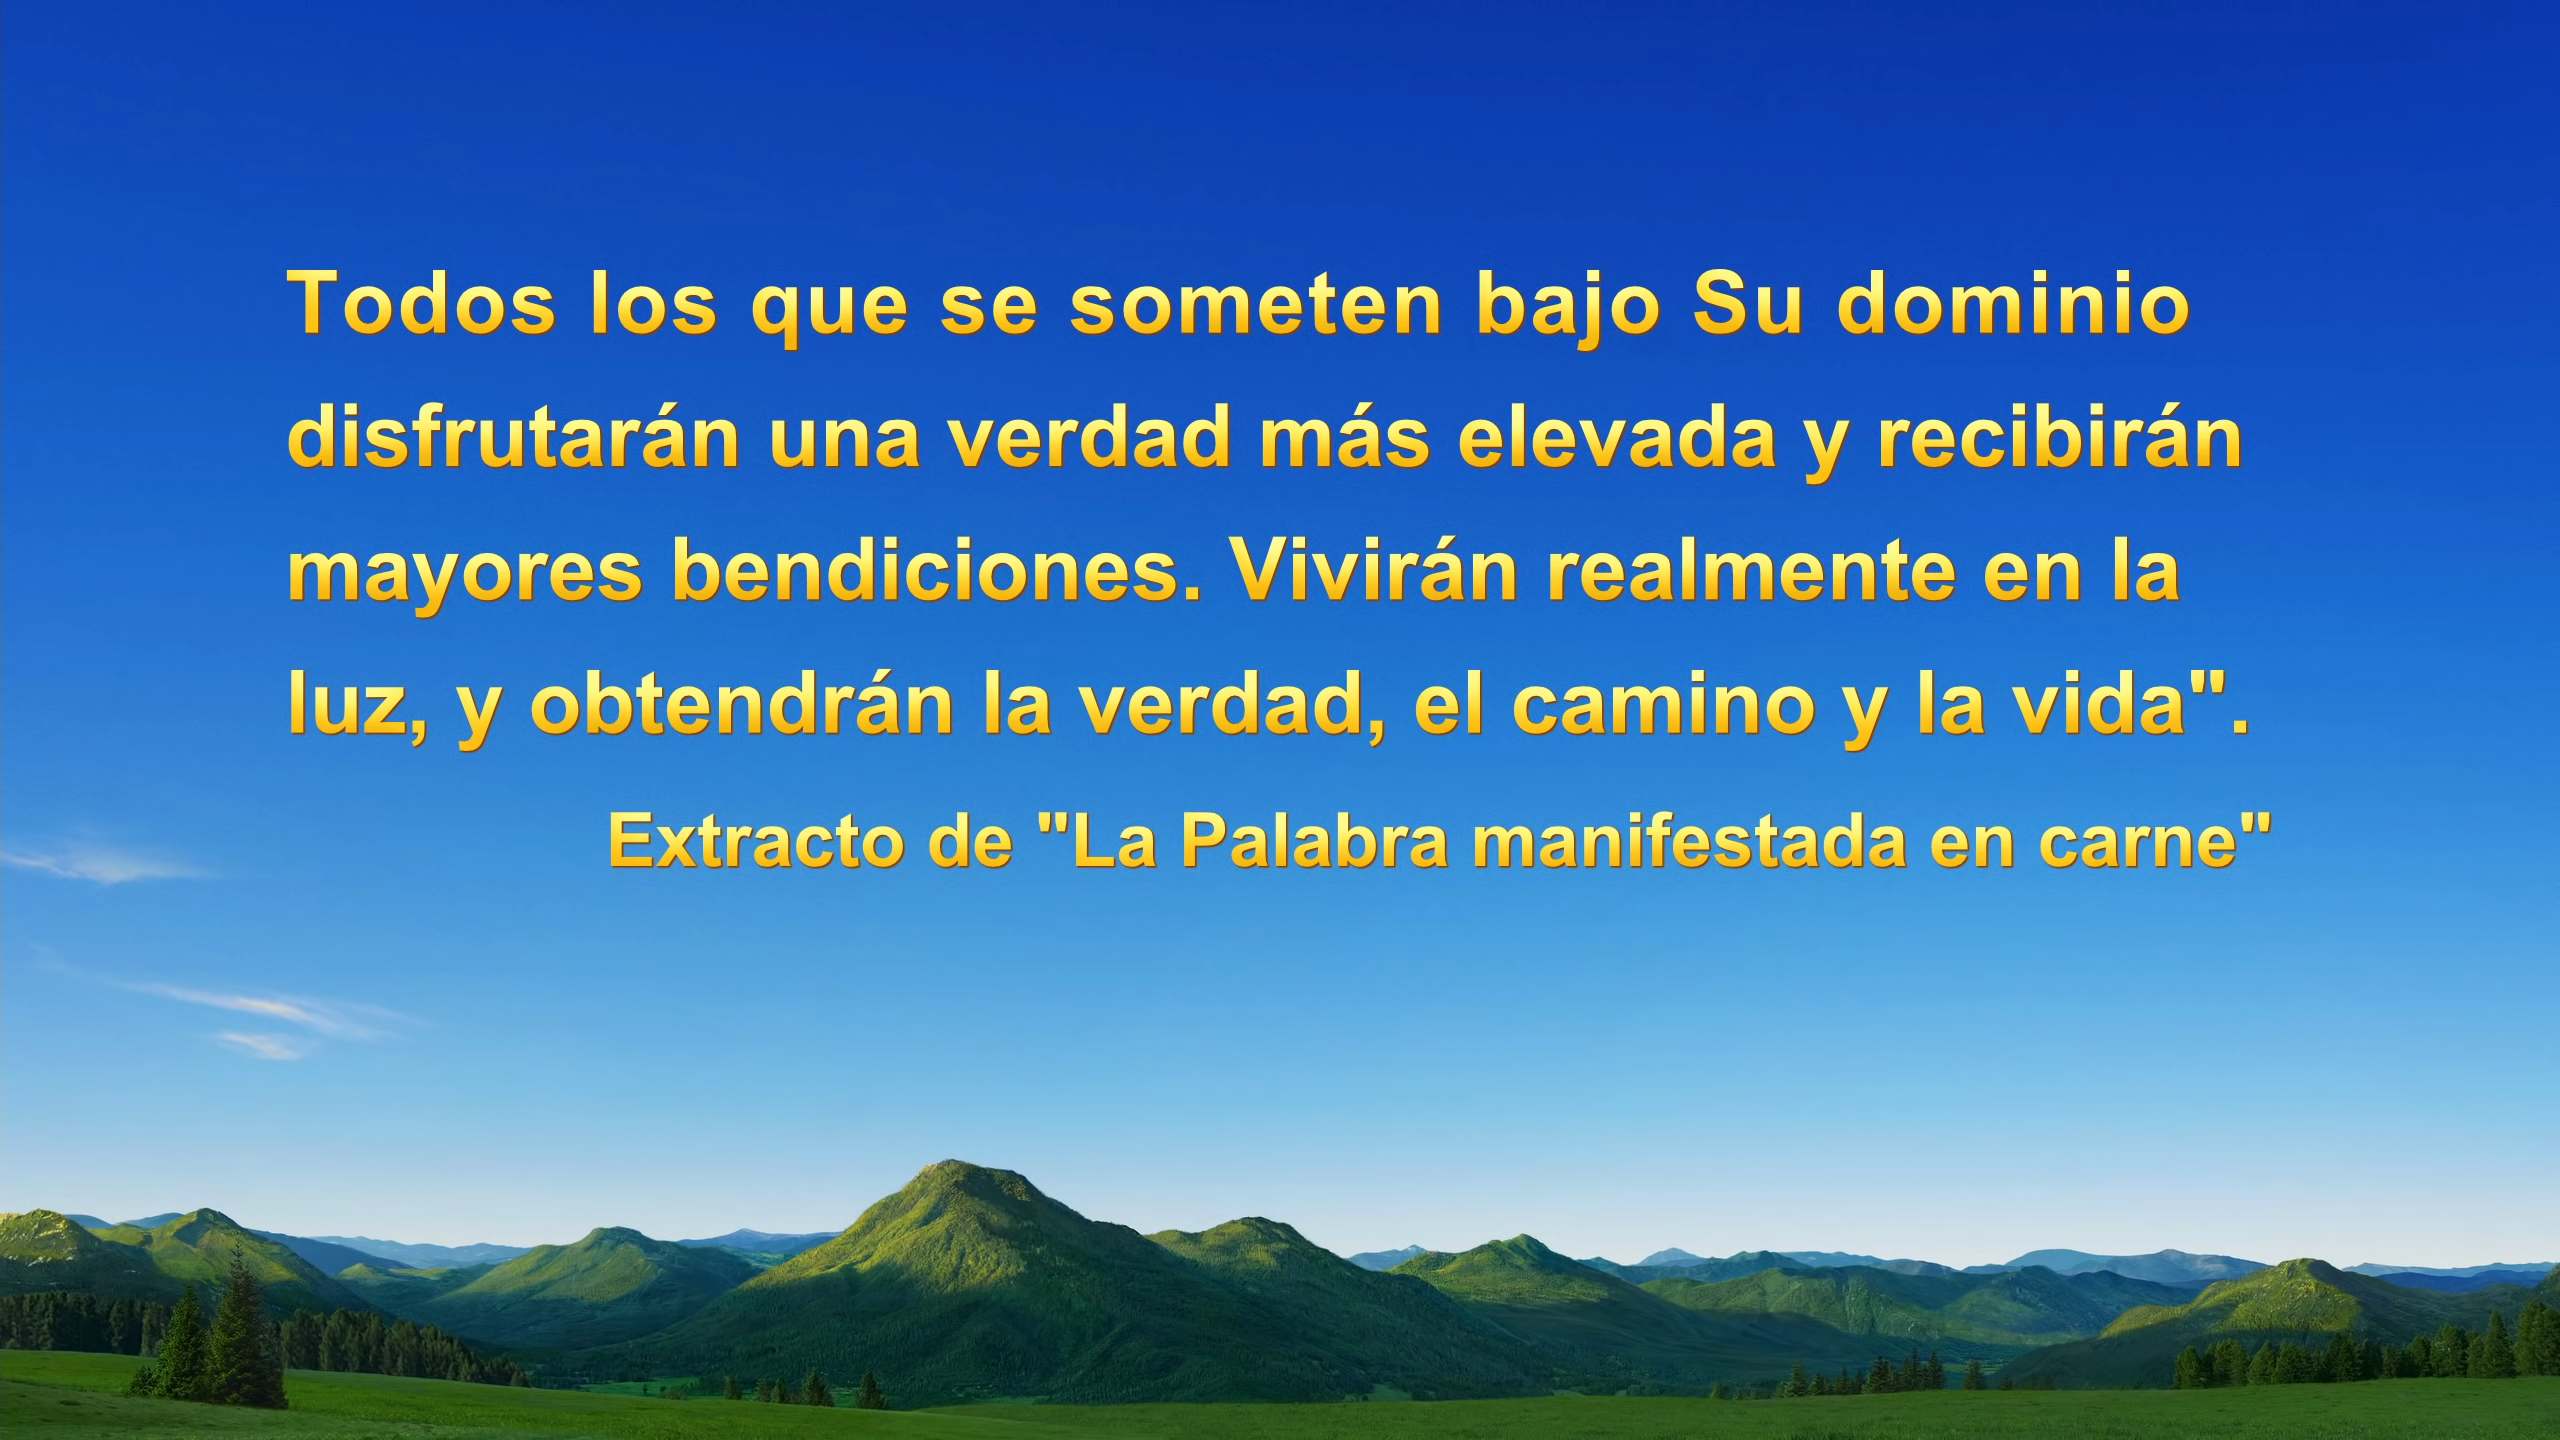 Todos los que se someten bajo Su dominio
disfrutarán una verdad más elevada y recibirán
mayores bendiciones. Vivirán realmente en la
luz, y obtendrán la verdad, el camino y la vida".
Extracto de "La Palabra manifestada en carne"